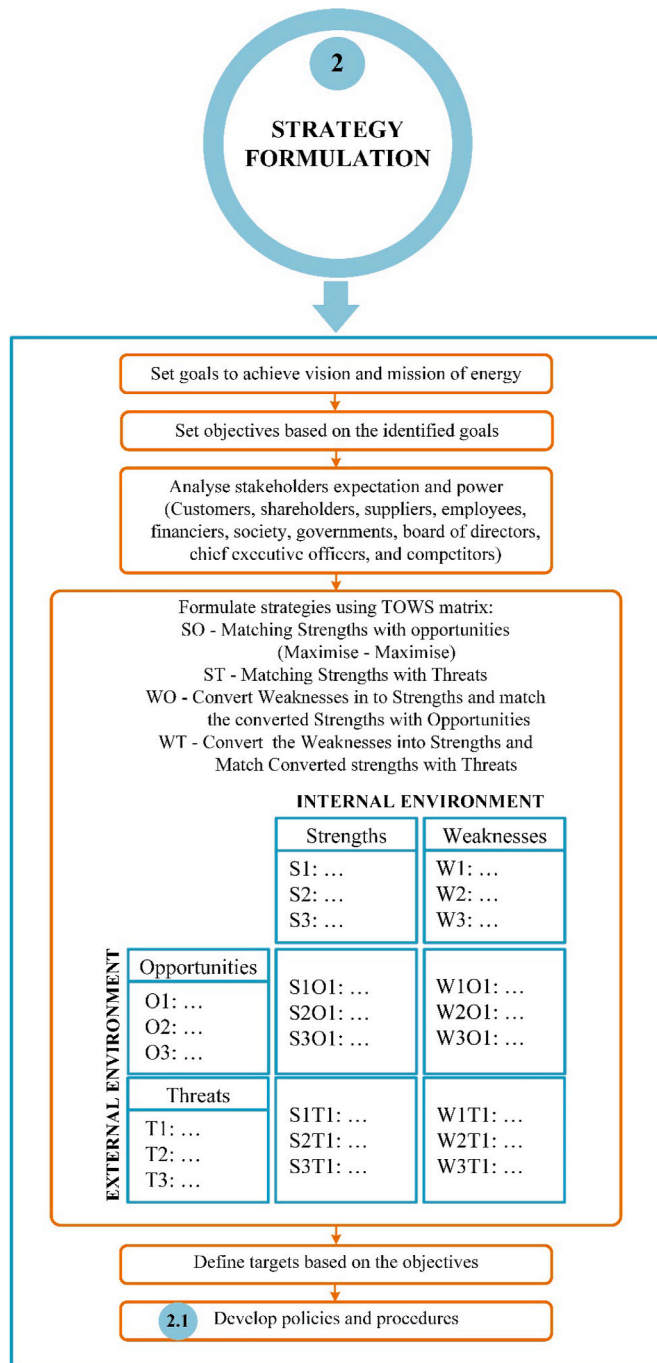 2
STRATEGY
FORMULATION
Set goals to achieve vision and mission of energy
Set objectives based on the identified goals
Analyse stakeholders expectation and power
(Customers, shareholders, suppliers, employees,
financiers, society, governments, board of directors,
chief executive officers, and competitors)
Formulate strategies using TOWS matrix:
SO - Matching Strengths with opportunities
(Maximise - Maximise)
ST - Matching Strengths with Threats
WO - Convert Weaknesses in to Strengths and match
the converted Strengths with Opportunities
WT - Convert the Weaknesses into Strengths and
Match Converted strengths with Threats
INTERNAL ENVIRONMENT
Strengths
S1: …
S2: …
S3: …
Weaknesses
W1: …
W2: …
W3: …
EXTERNAL ENVIRONMENT
Opportunities
O1: …
O2: …
O3: …
S1O1: …
S2O1: …
S3O1: …
W1O1: …
W2O1: …
W3O1: …
Threats
T1: …
T2: …
T3: …
S1T1: …
S2T1: …
S3T1: …
W1T1: …
W2T1: …
W3T1: …
Define targets based on the objectives
2.1 Develop policies and procedures